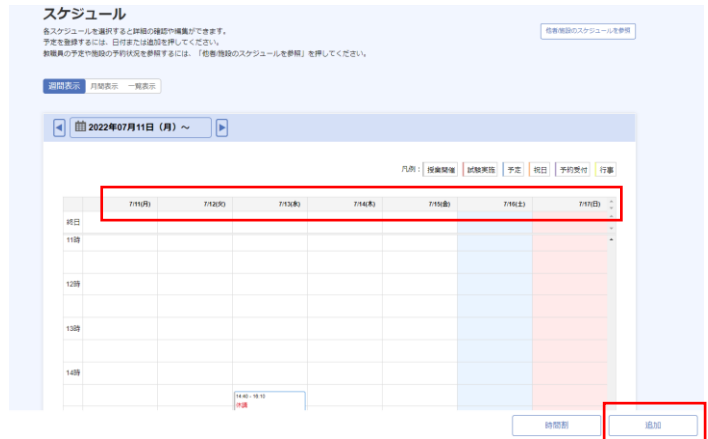 スケジュール
各スケジュールを選択すると詳細の確認や編集ができます。
予定を登録するには、日付または追加を押してください。
教職員の予定や施設の予約状況を参照するには、「他者/施設のスケジュールを参照」を押してください。
他者/施設のスケジュールを参照
週間表示 月間表示 一覧表示
2022年07月11日（月）～
凡例： 授業開催 試験実施 予定 祝日 予約受付 行事
7/11(月) 7/12(火) 7/13(水) 7/14(木) 7/15(金) 7/16(土) 7/17(日)
終日
11時
12時
13時
14時
14:40 - 16:10
休講
時間割 追加